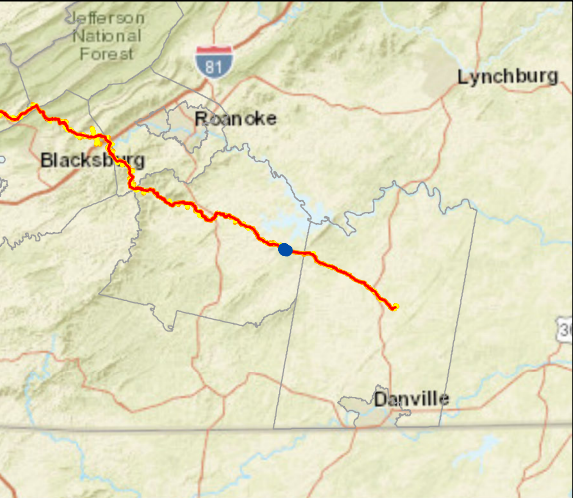 Jefferson
National
Forest
81
Lynchburg
Roanoke
Blacksburg
Danville